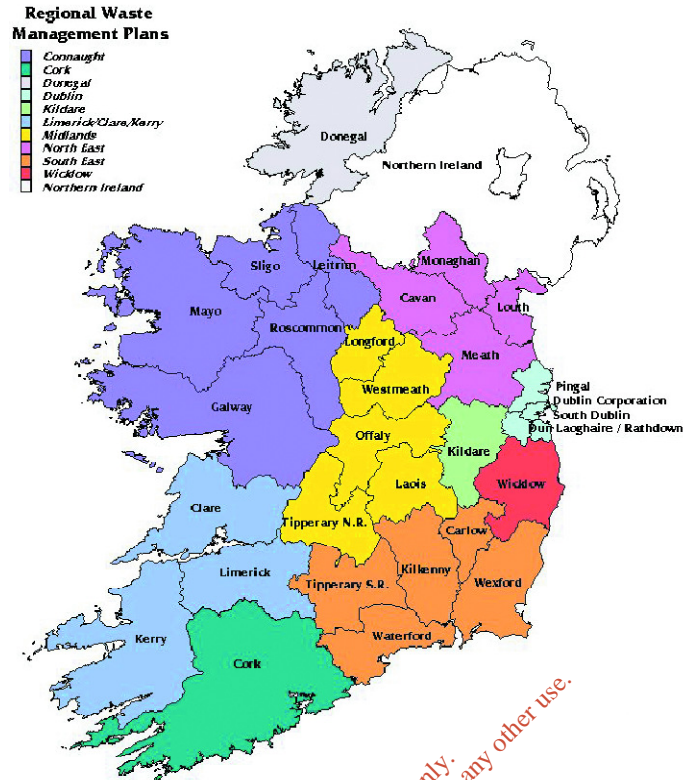 Regional Waste
Management Plans
Connaught
Cork
Donegal
Dublin
Kildare
Limerick/Clare/Kerry
Midlands
North East
South East
Wicklow
Northern Ireland
Donegal
Northern Ireland
Monaghan
Sligo
Leitrim
Cavan
Louth
Mayo
Roscommon
Longford
Meath
Westmeath
Pingal
Dublin Corporation
South Dublin
Dun Laoghaire / Rathdown
Galway
Offaly
Kildare
Laois
Wicklow
Clare
Tipperary N.R.
Carlow
Limerick
Tipperary S.R.
Kilkenny
Wexford
Kerry
Waterford
Cork
only.
any other use.